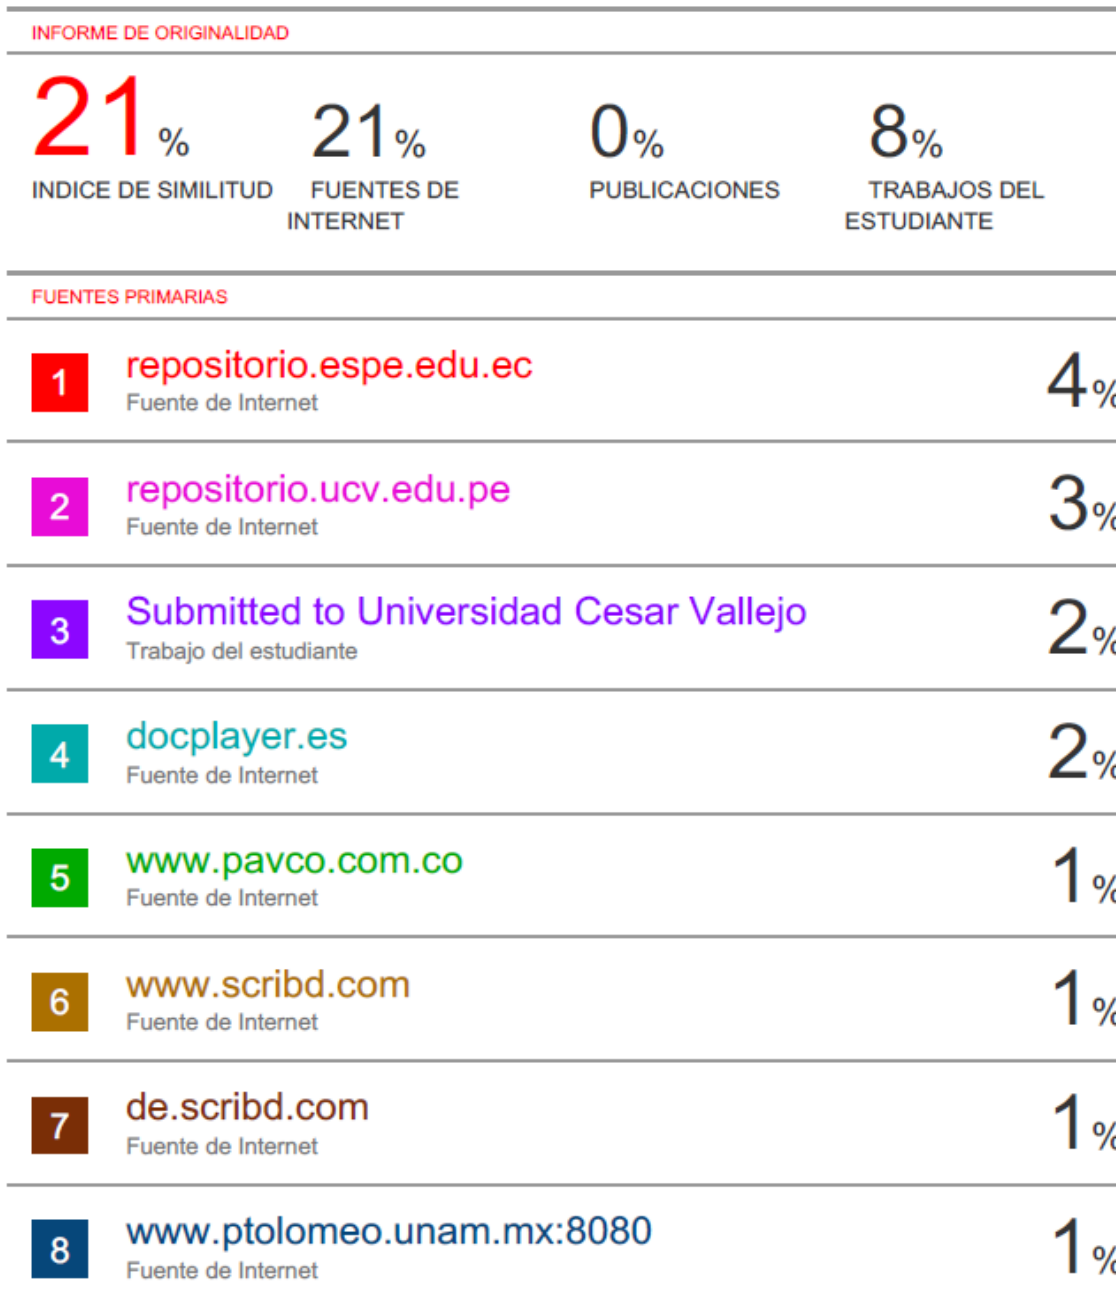 INFORME DE ORIGINALIDAD
21% 21% 0% 8%
INDICE DE SIMILITUD FUENTES DE INTERNET PUBLICACIONES TRABAJOS DEL ESTUDIANTE
FUENTES PRIMARIAS
1 repositorio.espe.edu.ec 4%
Fuente de Internet
2 repositorio.ucv.edu.pe 3%
Fuente de Internet
3 Submitted to Universidad Cesar Vallejo 2%
Trabajo del estudiante
4 docplayer.es 2%
Fuente de Internet
5 www.pavco.com.co 1%
Fuente de Internet
6 www.scribd.com 1%
Fuente de Internet
7 de.scribd.com 1%
Fuente de Internet
8 www.ptolomeo.unam.mx:8080 1%
Fuente de Internet